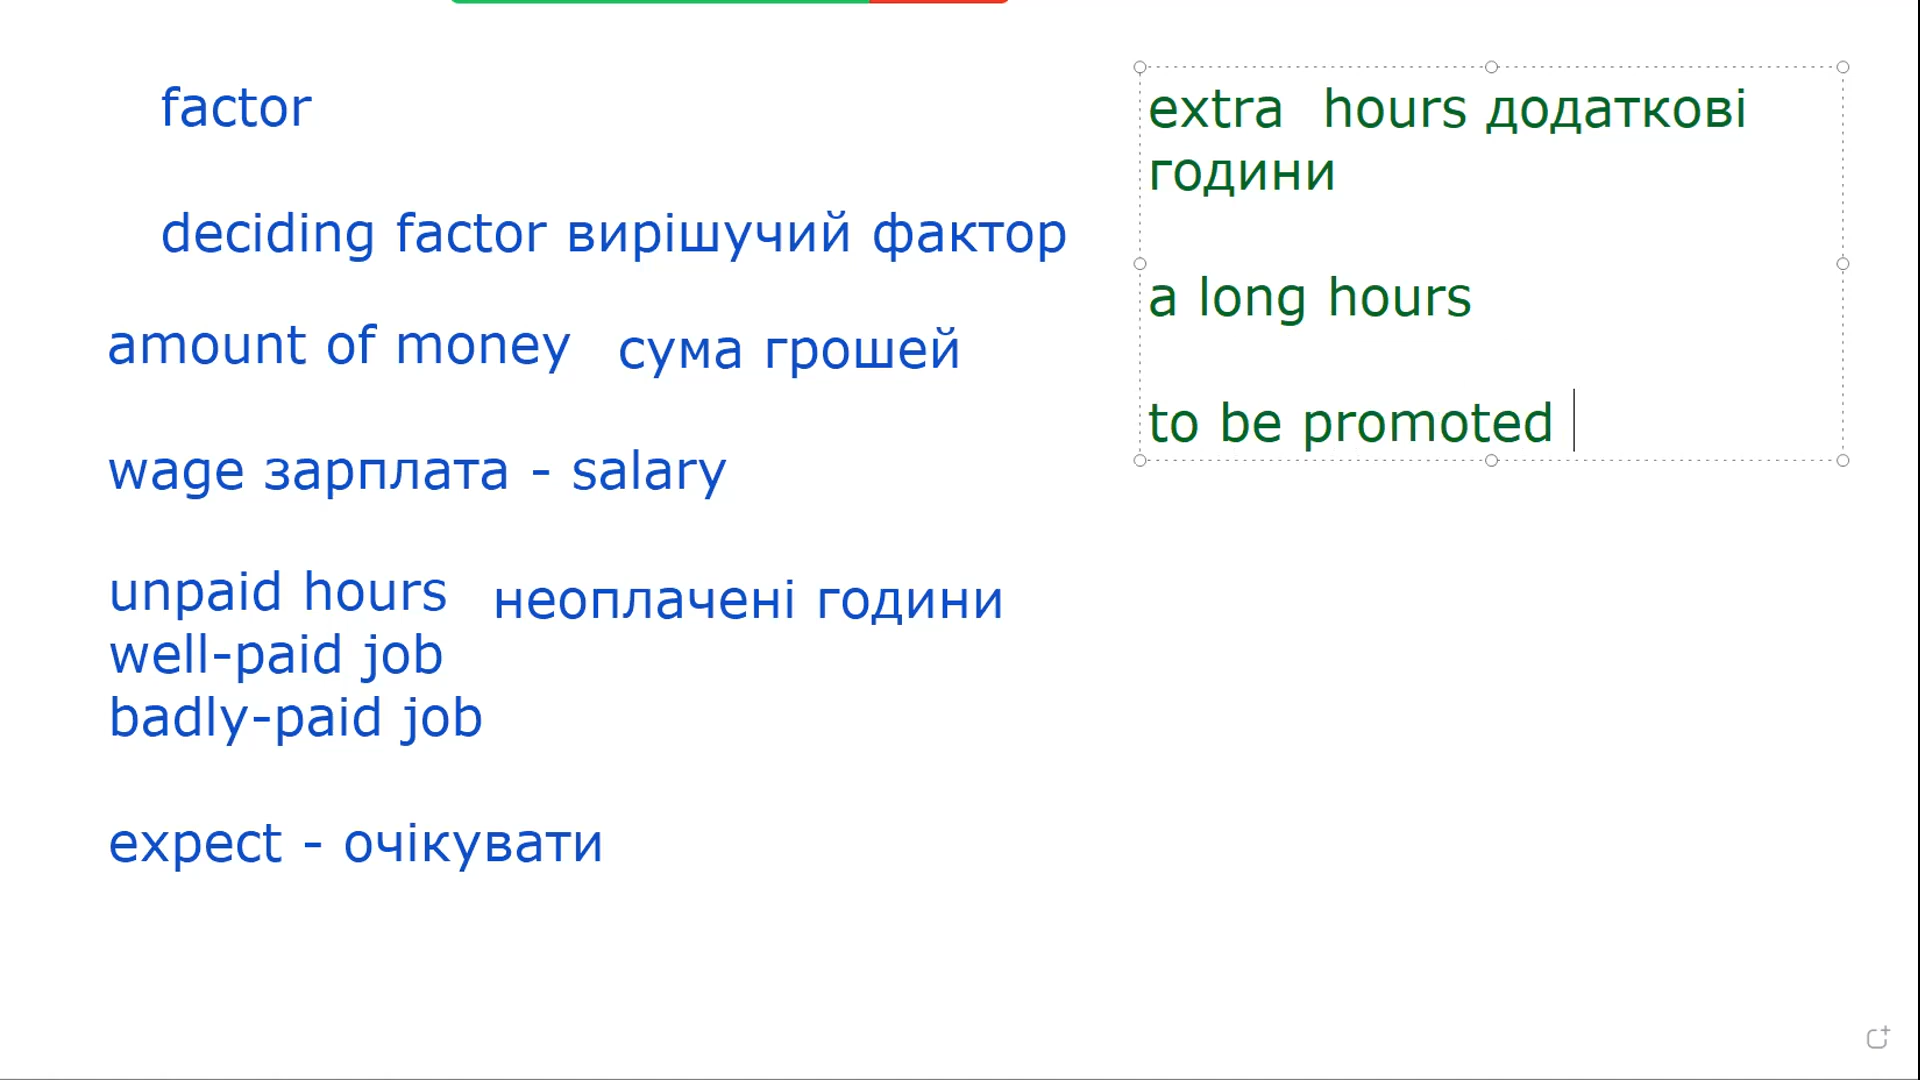 factor
deciding factor вирішучий фактор
amount of money сума грошей
wage зарплата - salary
unpaid hours неоплачені години
well-paid job
badly-paid job
expect - очікувати
extra hours додаткові
години
a long hours
to be promoted